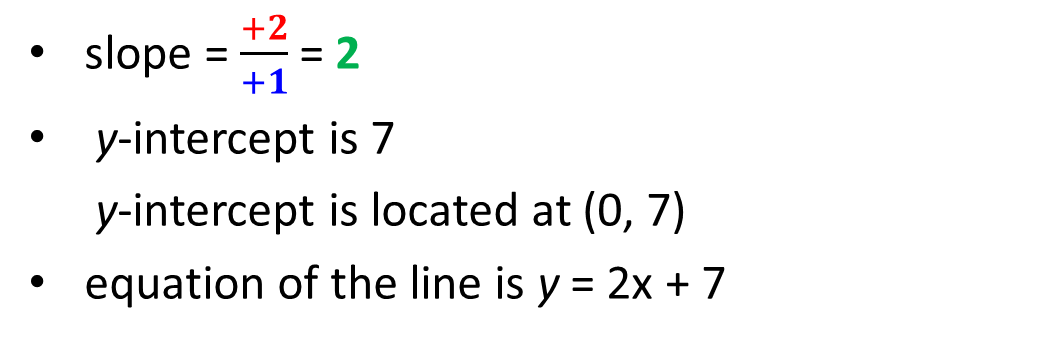 • slope = +2/+1 = 2
• y-intercept is 7
y-intercept is located at (0, 7)
• equation of the line is y = 2x + 7